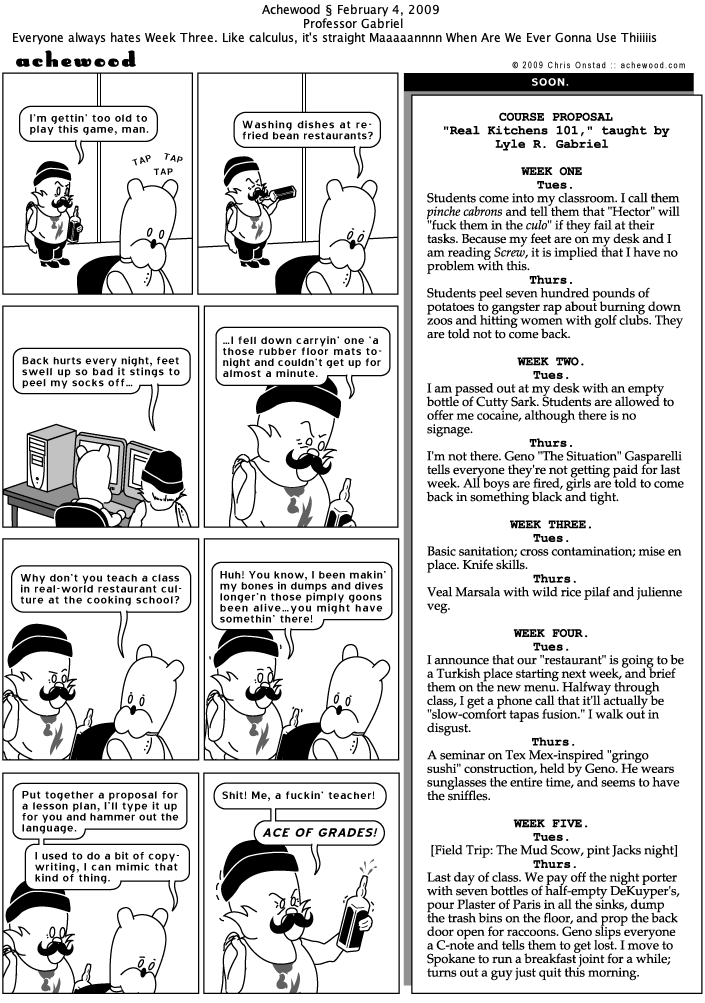 Achewood § February 4, 2009
Professor Gabriel
Everyone always hates Week Three. Like calculus, it's straight Maaaaannnn When Are We Ever Gonna Use Thiiiiis
achewood
© 2009 Chris Onstad :: achewood.com
I'm gettin' too old to
play this game, man.
TAP TAP
TAP
Washing dishes at re-
fried bean restaurants?
Back hurts every night, feet
swell up so bad it stings to
peel my socks off...
...I fell down carryin' one 'a
those rubber floor mats to-
night and couldn't get up for
almost a minute.
Why don't you teach a class
in real-world restaurant cul-
ture at the cooking school?
Huh! You know, I been makin'
my bones in dumps and dives
longer'n those pimply goons
been alive...you might have
somethin' there!
Put together a proposal for
a lesson plan, I'll type it up
for you and hammer out the
language.
I used to do a bit of copy-
writing, I can mimic that
kind of thing.
Shit! Me, a fuckin' teacher!
ACE OF GRADES!
SOON.
COURSE PROPOSAL
"Real Kitchens 101," taught by
Lyle R. Gabriel
WEEK ONE
Tues.
Students come into my classroom. I call them
pinche cabrons and tell them that "Hector" will
"fuck them in the culo" if they fail at their
tasks. Because my feet are on my desk and I
am reading Screw, it is implied that I have no
problem with this.
Thurs.
Students peel seven hundred pounds of
potatoes to gangster rap about burning down
zoos and hitting women with golf clubs. They
are told not to come back.
WEEK TWO.
Tues.
I am passed out at my desk with an empty
bottle of Cutty Sark. Students are allowed to
offer me cocaine, although there is no
signage.
Thurs.
I'm not there. Geno "The Situation" Gasparelli
tells everyone they're not getting paid for last
week. All boys are fired, girls are told to come
back in something black and tight.
WEEK THREE.
Tues.
Basic sanitation; cross contamination; mise en
place. Knife skills.
Thurs.
Veal Marsala with wild rice pilaf and julienne
veg.
WEEK FOUR.
Tues.
I announce that our "restaurant" is going to be
a Turkish place starting next week, and brief
them on the new menu. Halfway through
class, I get a phone call that it'll actually be
"slow-comfort tapas fusion." I walk out in
disgust.
Thurs.
A seminar on Tex Mex-inspired "gringo
sushi" construction, held by Geno. He wears
sunglasses the entire time, and seems to have
the sniffles.
WEEK FIVE.
Tues.
[Field Trip: The Mud Scow, pint Jacks night]
Thurs.
Last day of class. We pay off the night porter
with seven bottles of half-empty DeKuyper's,
pour Plaster of Paris in all the sinks, dump
the trash bins on the floor, and prop the back
door open for raccoons. Geno slips everyone
a C-note and tells them to get lost. I move to
Spokane to run a breakfast joint for a while;
turns out a guy just quit this morning.